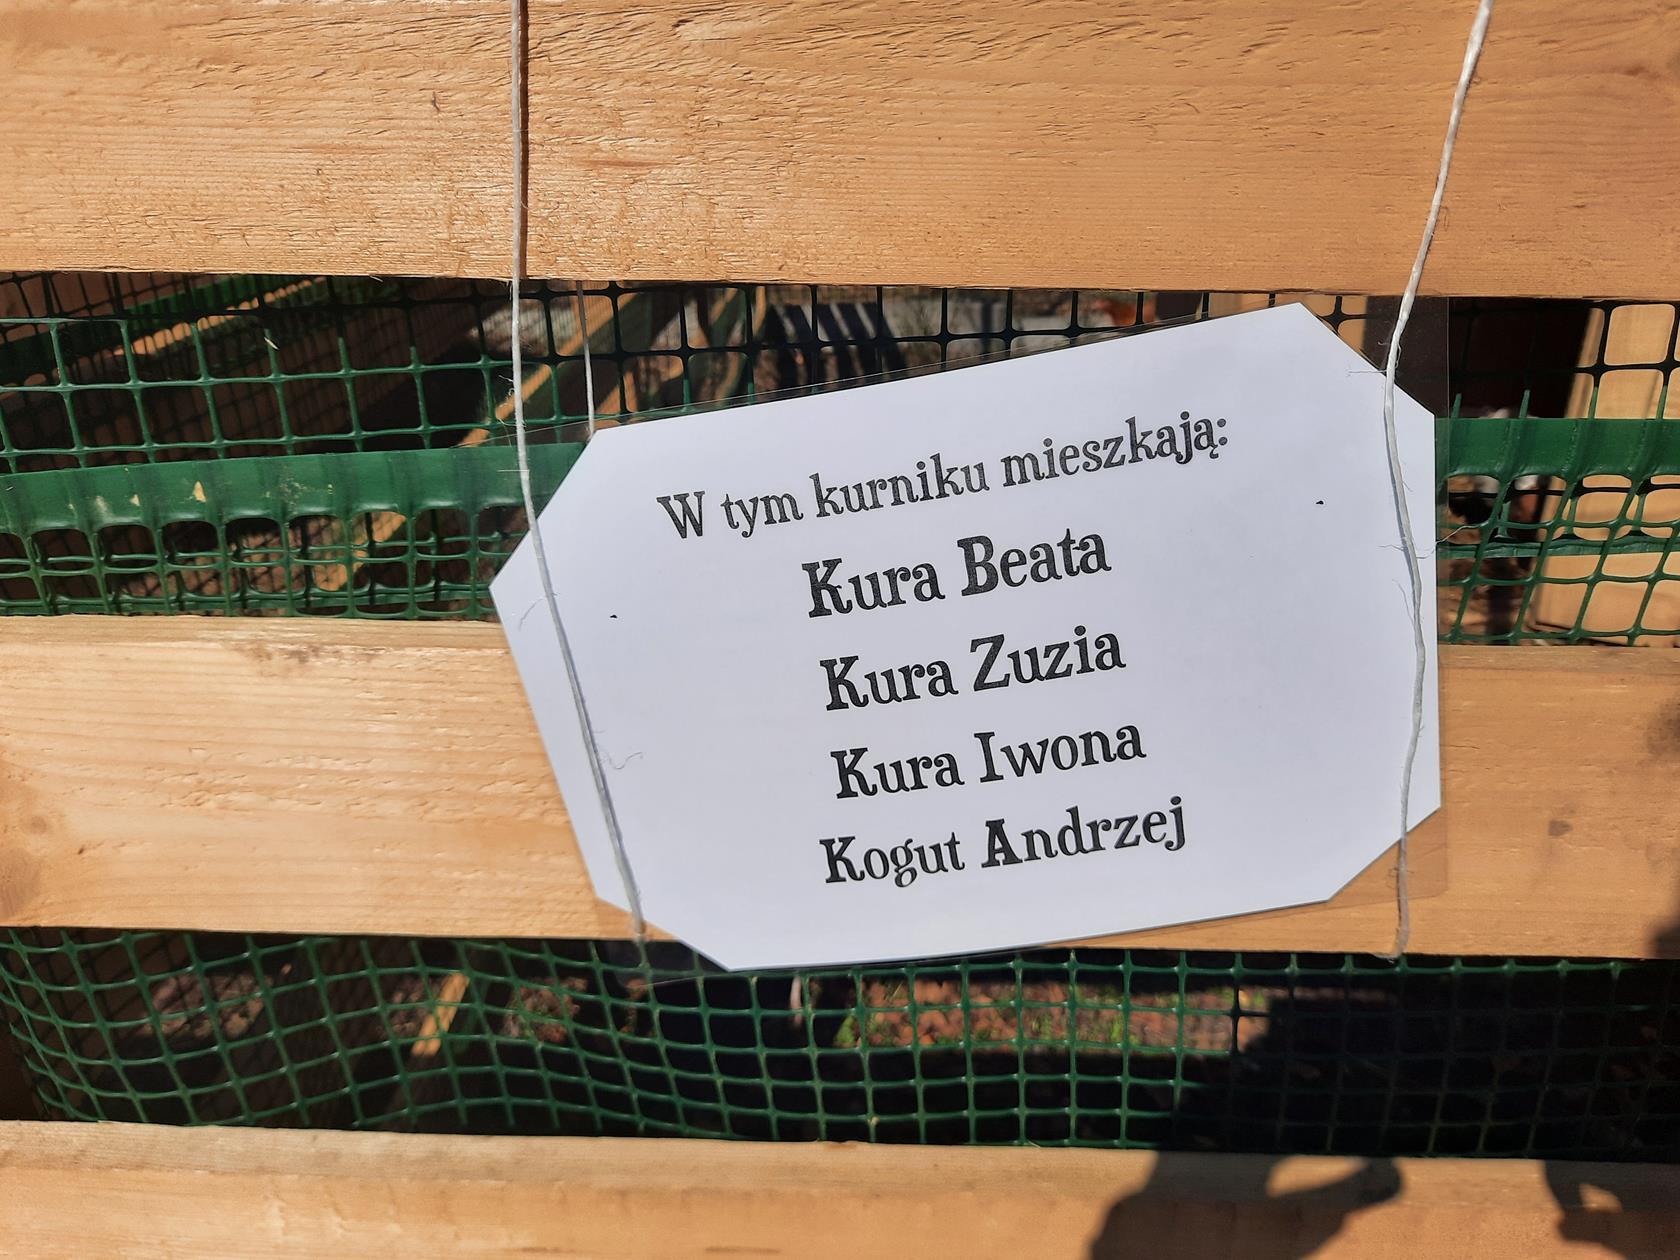 W tym kurniku mieszkają:
Kura Beata
Kura Zuzia
Kura Iwona
Kogut Andrzej